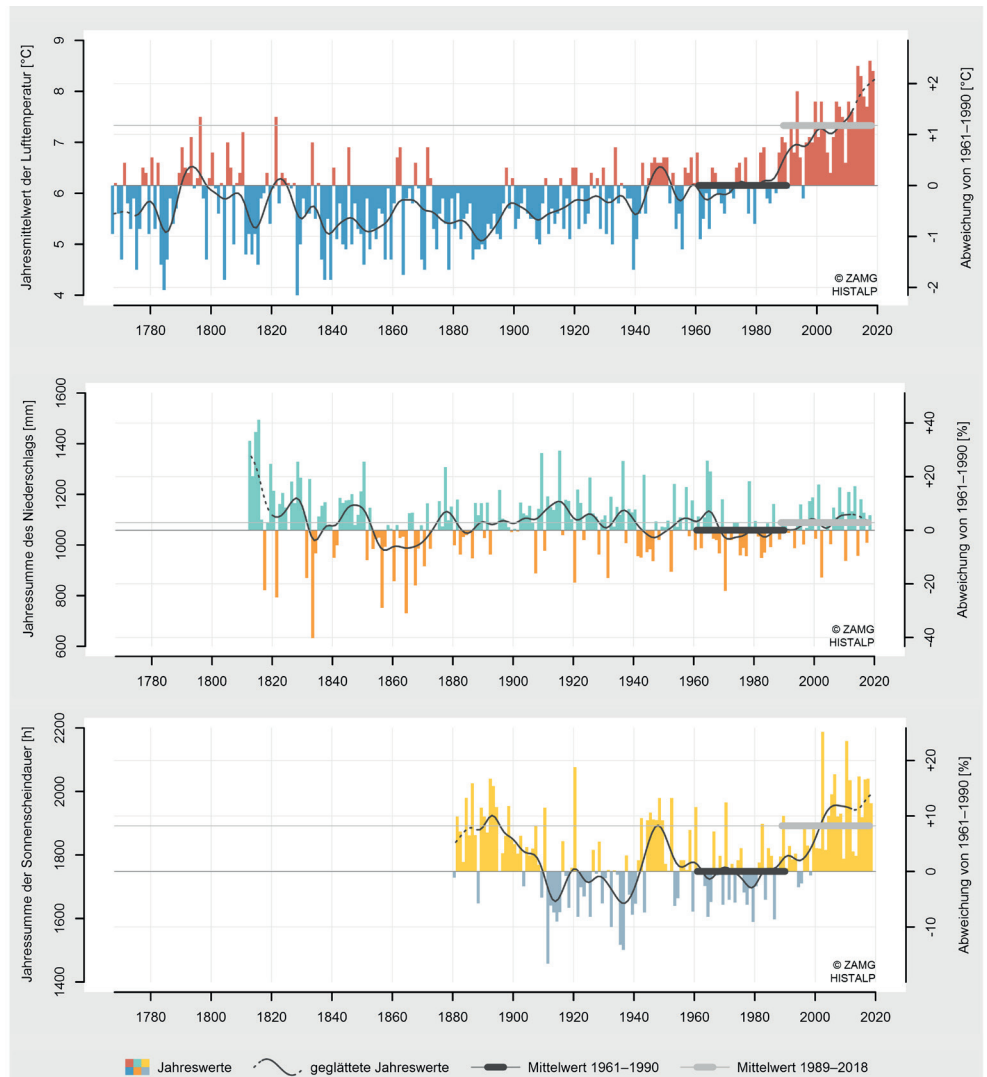 Jahresmittelwert der Lufttemperatur [°C]
9
8
7
6
5
4
+2
+1
0
-1
-2
Abweichung von 1961–1990 [°C]
© ZAMG
HISTALP
1780 1800 1820 1840 1860 1880 1900 1920 1940 1960 1980 2000 2020
Jahressumme des Niederschlags [mm]
1600
1400
1200
1000
800
600
+40
+20
0
-20
-40
Abweichung von 1961–1990 [%]
© ZAMG
HISTALP
1780 1800 1820 1840 1860 1880 1900 1920 1940 1960 1980 2000 2020
Jahressumme der Sonnenscheindauer [h]
2200
2000
1800
1600
1400
+20
+10
0
-10
Abweichung von 1961–1990 [%]
© ZAMG
HISTALP
1780 1800 1820 1840 1860 1880 1900 1920 1940 1960 1980 2000 2020
Jahreswerte geglättete Jahreswerte Mittelwert 1961–1990 Mittelwert 1989–2018